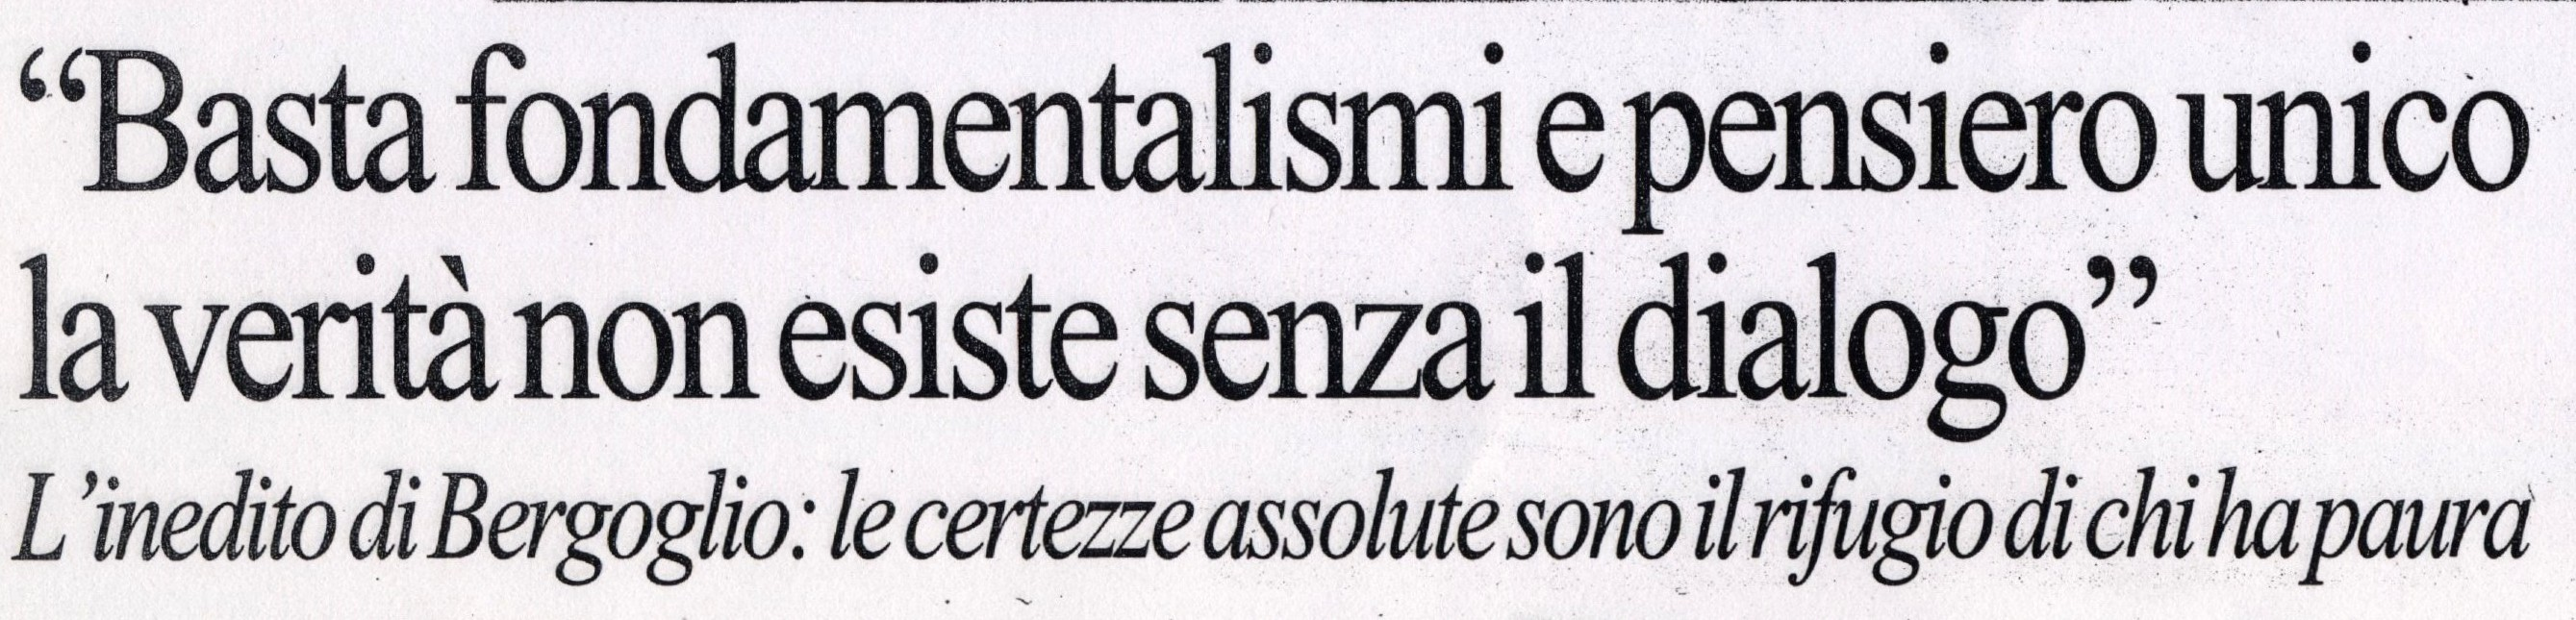 “Basta fondamentalismi e pensiero unico
la verità non esiste senza il dialogo”
L’inedito di Bergoglio: le certezze assolute sono il rifugio di chi ha paura